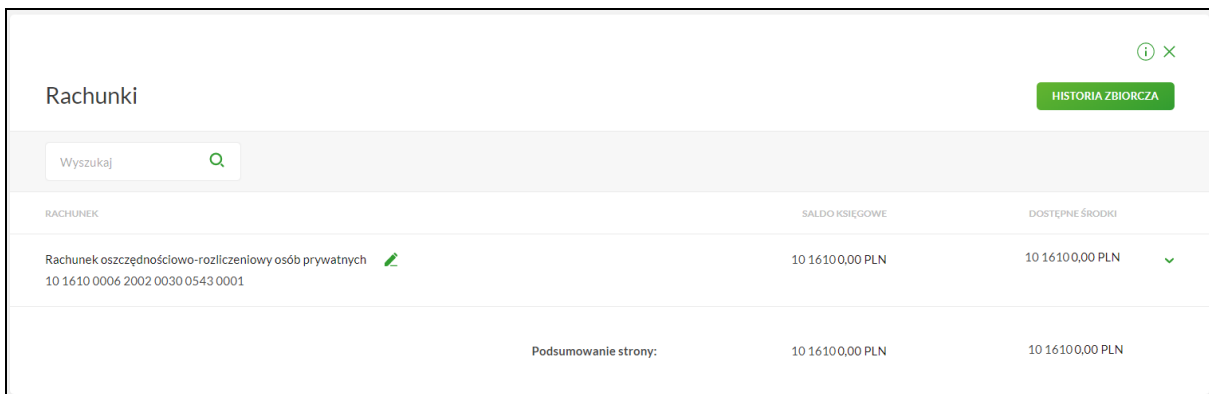 Rachunki
HISTORIA ZBIORCZA
Wyszukaj
RACHUNEK SALDO KSIĘGOWE DOSTĘPNE ŚRODKI
Rachunek oszczędnościowo-rozliczeniowy osób prywatnych 10 1610 0,00 PLN 10 1610 0,00 PLN
10 1610 0006 2002 0030 0543 0001
Podsumowanie strony: 10 1610 0,00 PLN 10 1610 0,00 PLN